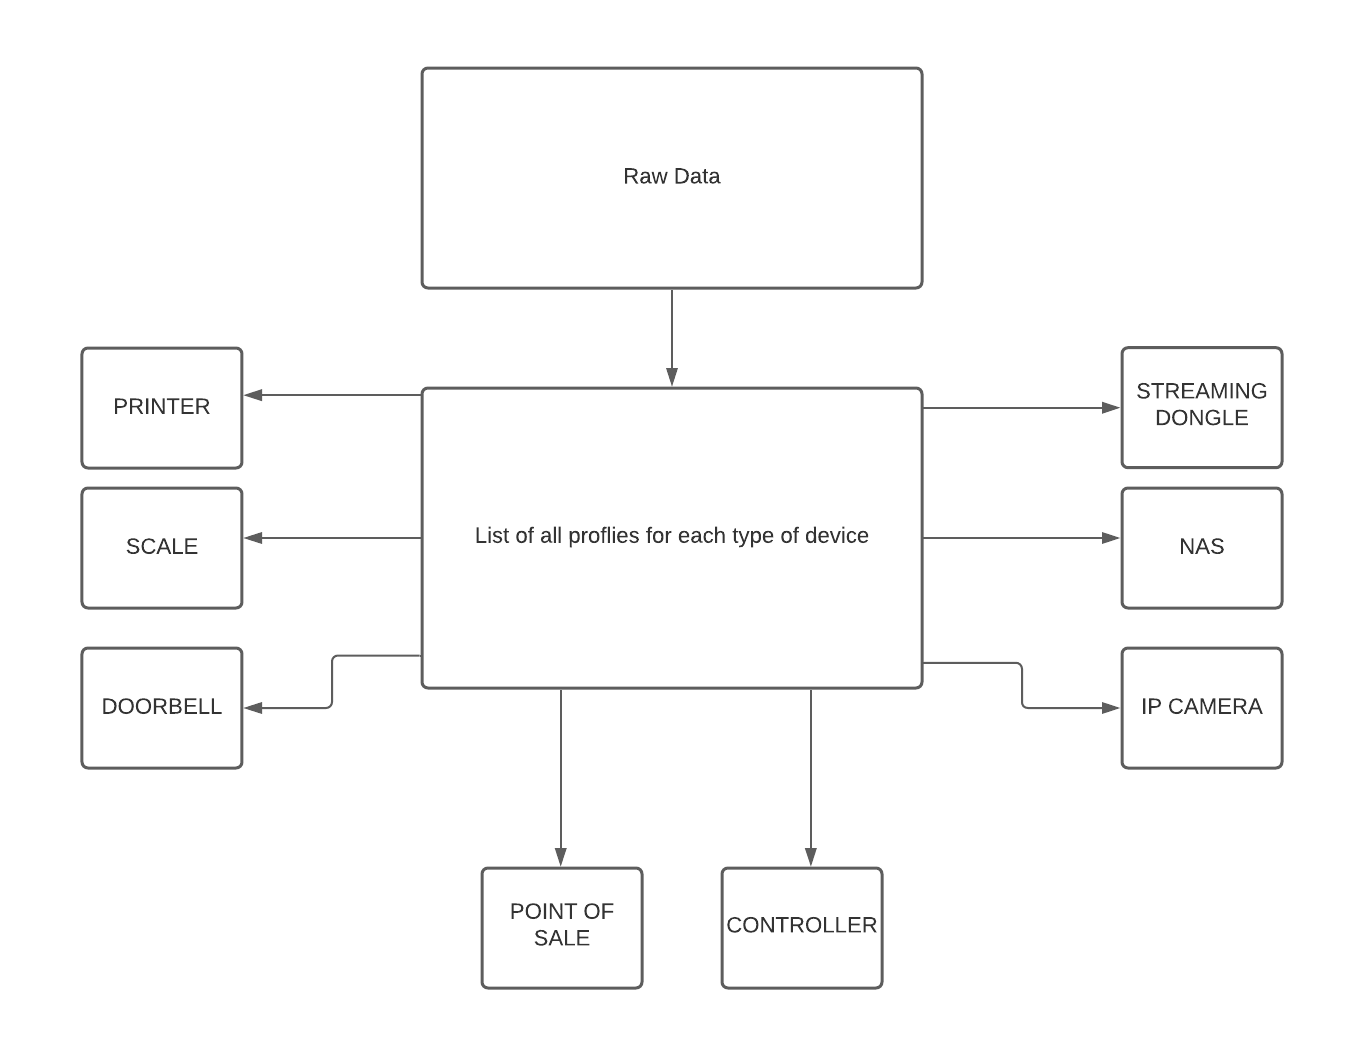 Raw Data
PRINTER
STREAMING
DONGLE
List of all proflies for each type of device
SCALE
NAS
DOORBELL
IP CAMERA
POINT OF
SALE
CONTROLLER